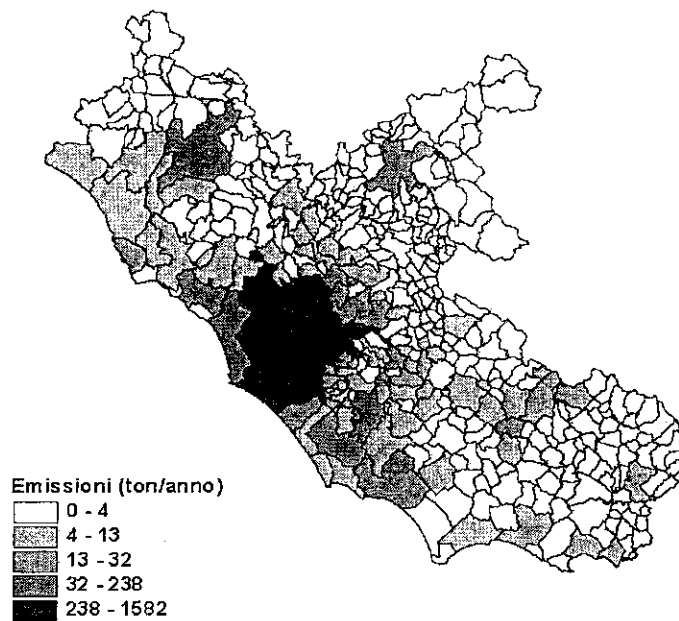 Emissioni (ton/anno)
0 - 4
4 - 13
13 - 32
32 - 238
238 - 1582